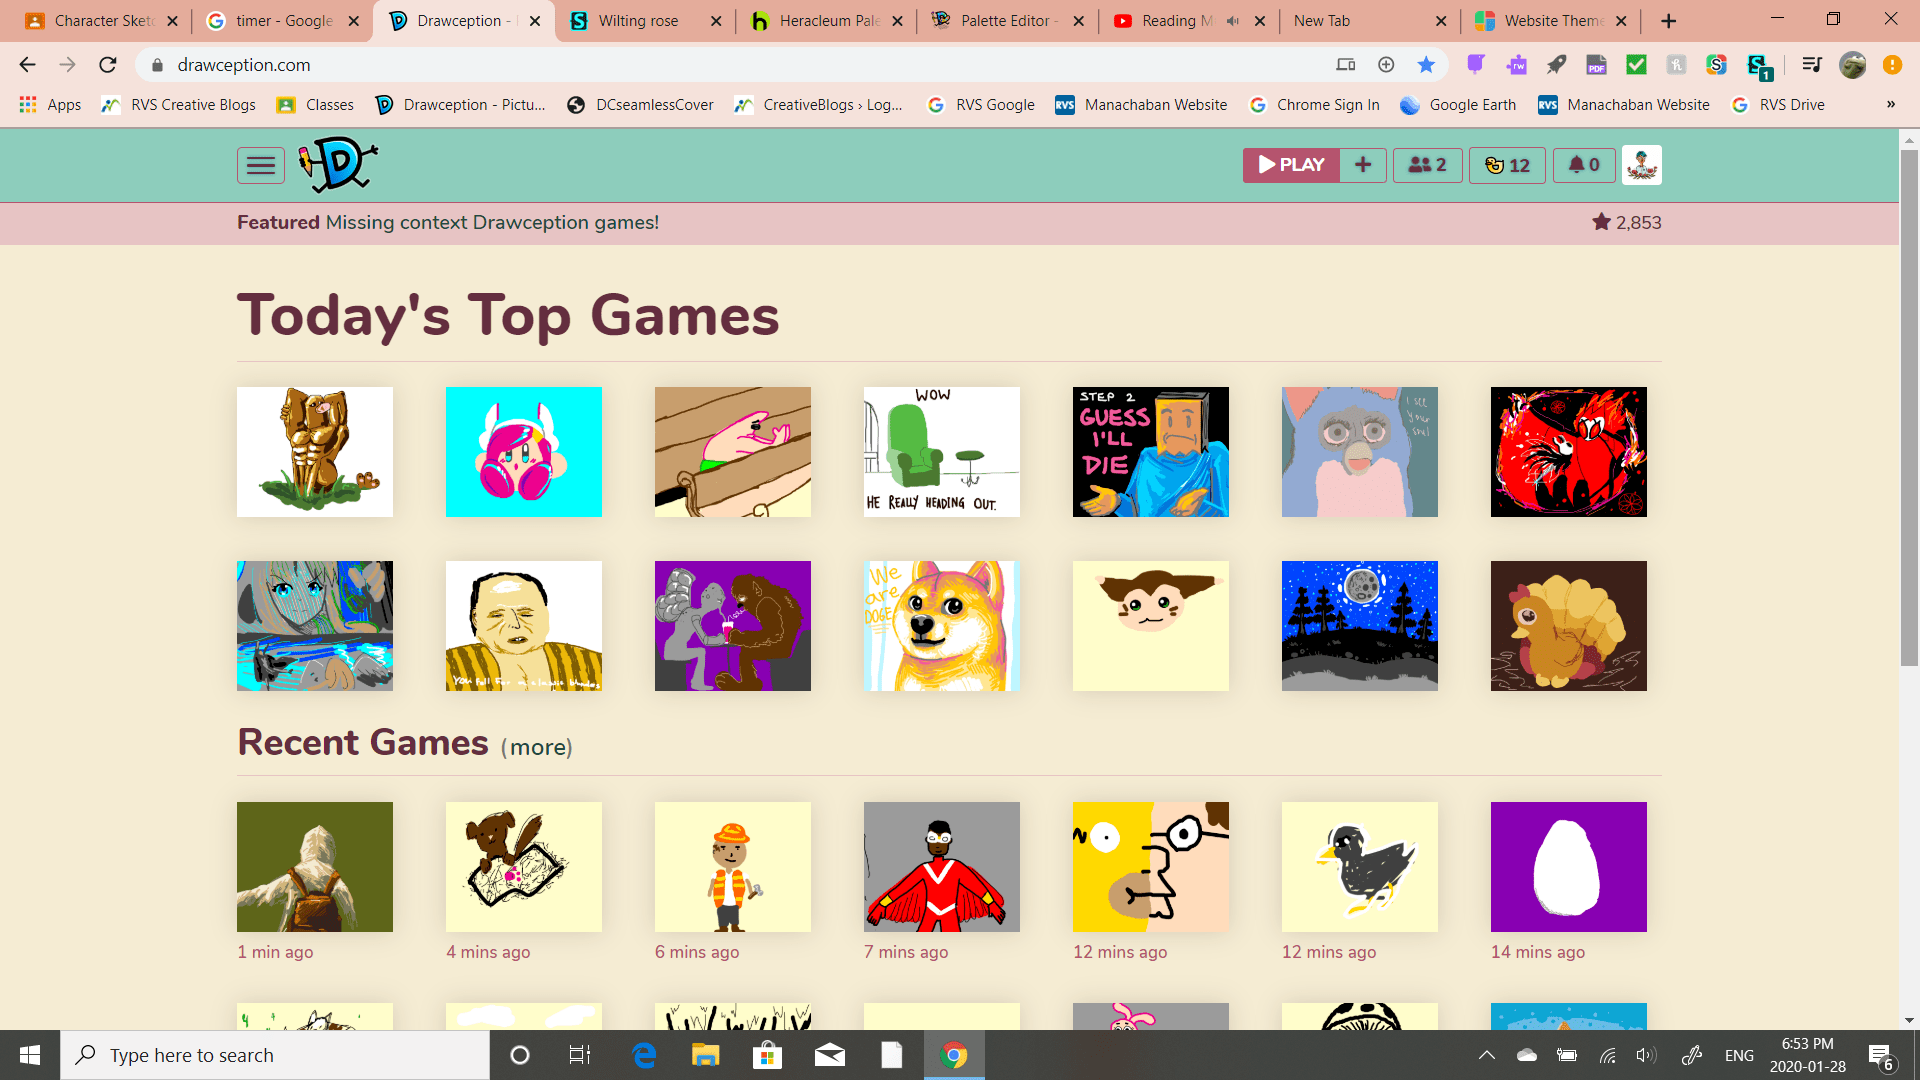 Character Sketc
timer - Google
Drawception -
Wilting rose
Heracleum Pale
Palette Editor -
Reading M
New Tab
Website Theme
drawception.com
Apps
RVS Creative Blogs
Classes
Drawception - Pictu...
DCseamlessCover
CreativeBlogs › Log...
RVS Google
Manachaban Website
Chrome Sign In
Google Earth
Manachaban Website
RVS Drive
»
PLAY
2
12
0
Featured Missing context Drawception games!
2,853
Today's Top Games
WOW
HE REALLY HEADING OUT.
STEP 2
GUESS
I'LL
DIE
I see
your
soul
You Fell For
We
are
DOGE
Recent Games (more)
1 min ago
4 mins ago
6 mins ago
7 mins ago
12 mins ago
12 mins ago
14 mins ago
Type here to search
ENG
6:53 PM
2020-01-28
6